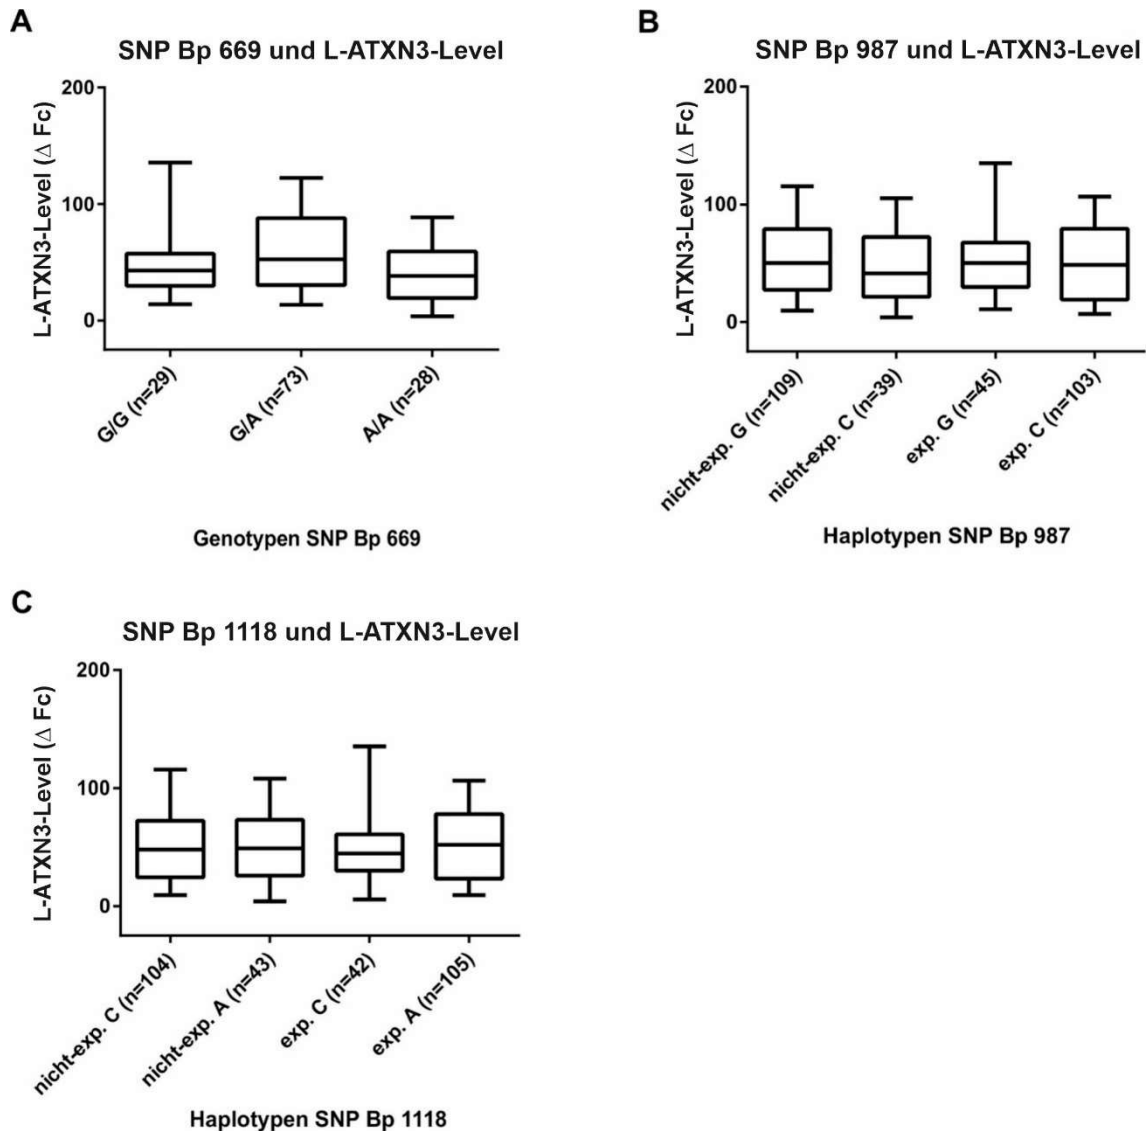 A
SNP Bp 669 und L-ATXN3-Level
L-ATXN3-Level (Δ Fc)
200
100
0
G/G (n=29)
G/A (n=73)
A/A (n=28)
Genotypen SNP Bp 669
B
SNP Bp 987 und L-ATXN3-Level
L-ATXN3-Level (Δ Fc)
200
100
0
nicht-exp. G (n=109)
nicht-exp. C (n=39)
exp. G (n=45)
exp. C (n=103)
Haplotypen SNP Bp 987
C
SNP Bp 1118 und L-ATXN3-Level
L-ATXN3-Level (Δ Fc)
200
100
0
nicht-exp. C (n=104)
nicht-exp. A (n=43)
exp. C (n=42)
exp. A (n=105)
Haplotypen SNP Bp 1118